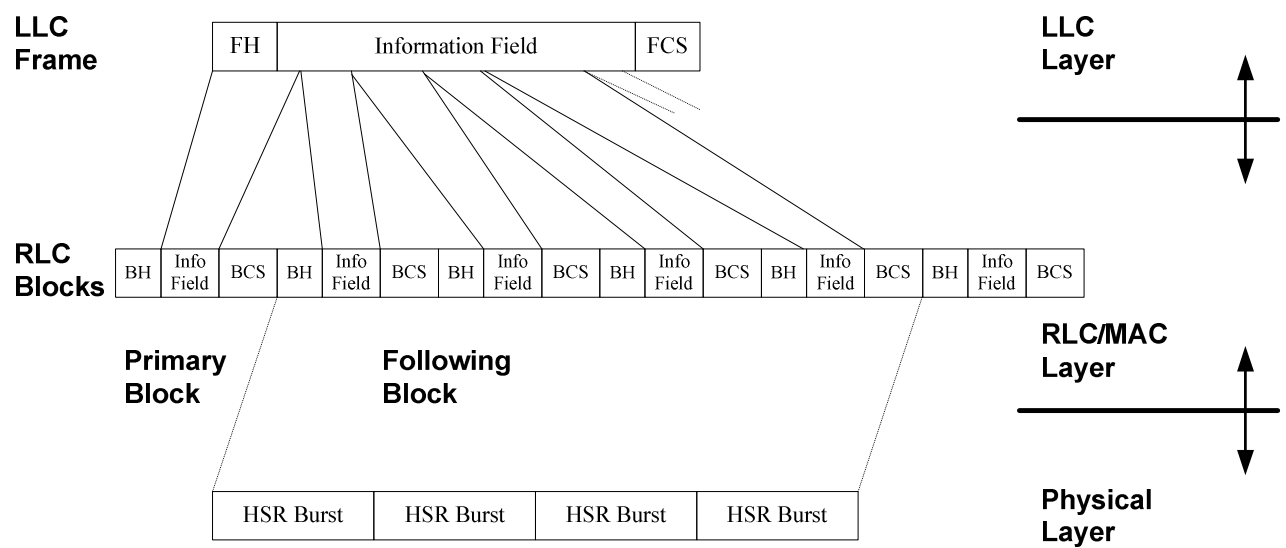 LLC
Frame
FH
Information Field
FCS
LLC
Layer
RLC
Blocks
BH
Info
Field
BCS
BH
Info
Field
BCS
BH
Info
Field
BCS
BH
Info
Field
BCS
BH
Info
Field
BCS
BH
Info
Field
BCS
Primary
Block
Following
Block
RLC/MAC
Layer
HSR Burst
HSR Burst
HSR Burst
HSR Burst
Physical
Layer